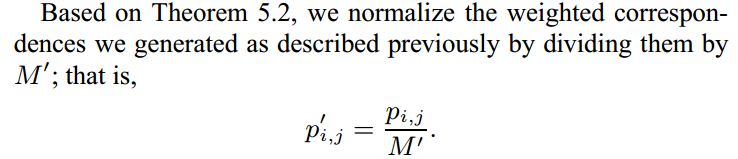 Based on Theorem 5.2, we normalize the weighted correspon-
dences we generated as described previously by dividing them by
M′; that is,
p′i,j = pi,j / M′ .